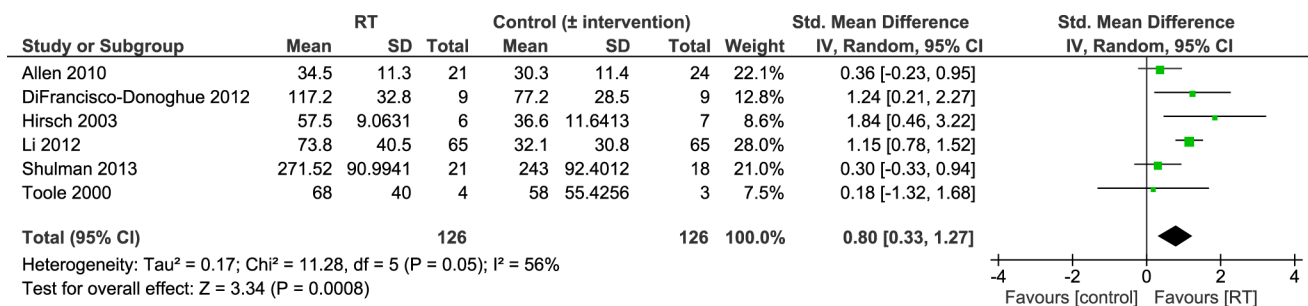 RT Control (± intervention) Std. Mean Difference Std. Mean Difference
Study or Subgroup Mean SD Total Mean SD Total Weight IV, Random, 95% CI IV, Random, 95% CI
Allen 2010 34.5 11.3 21 30.3 11.4 24 22.1% 0.36 [-0.23, 0.95]
DiFrancisco-Donoghue 2012 117.2 32.8 9 77.2 28.5 9 12.8% 1.24 [0.21, 2.27]
Hirsch 2003 57.5 9.0631 6 36.6 11.6413 7 8.6% 1.84 [0.46, 3.22]
Li 2012 73.8 40.5 65 32.1 30.8 65 28.0% 1.15 [0.78, 1.52]
Shulman 2013 271.52 90.9941 21 243 92.4012 18 21.0% 0.30 [-0.33, 0.94]
Toole 2000 68 40 4 58 55.4256 3 7.5% 0.18 [-1.32, 1.68]
Total (95% CI) 126 126 100.0% 0.80 [0.33, 1.27]
Heterogeneity: Tau² = 0.17; Chi² = 11.28, df = 5 (P = 0.05); I² = 56%
Test for overall effect: Z = 3.34 (P = 0.0008)
-4 -2 0 2 4
Favours [control] Favours [RT]